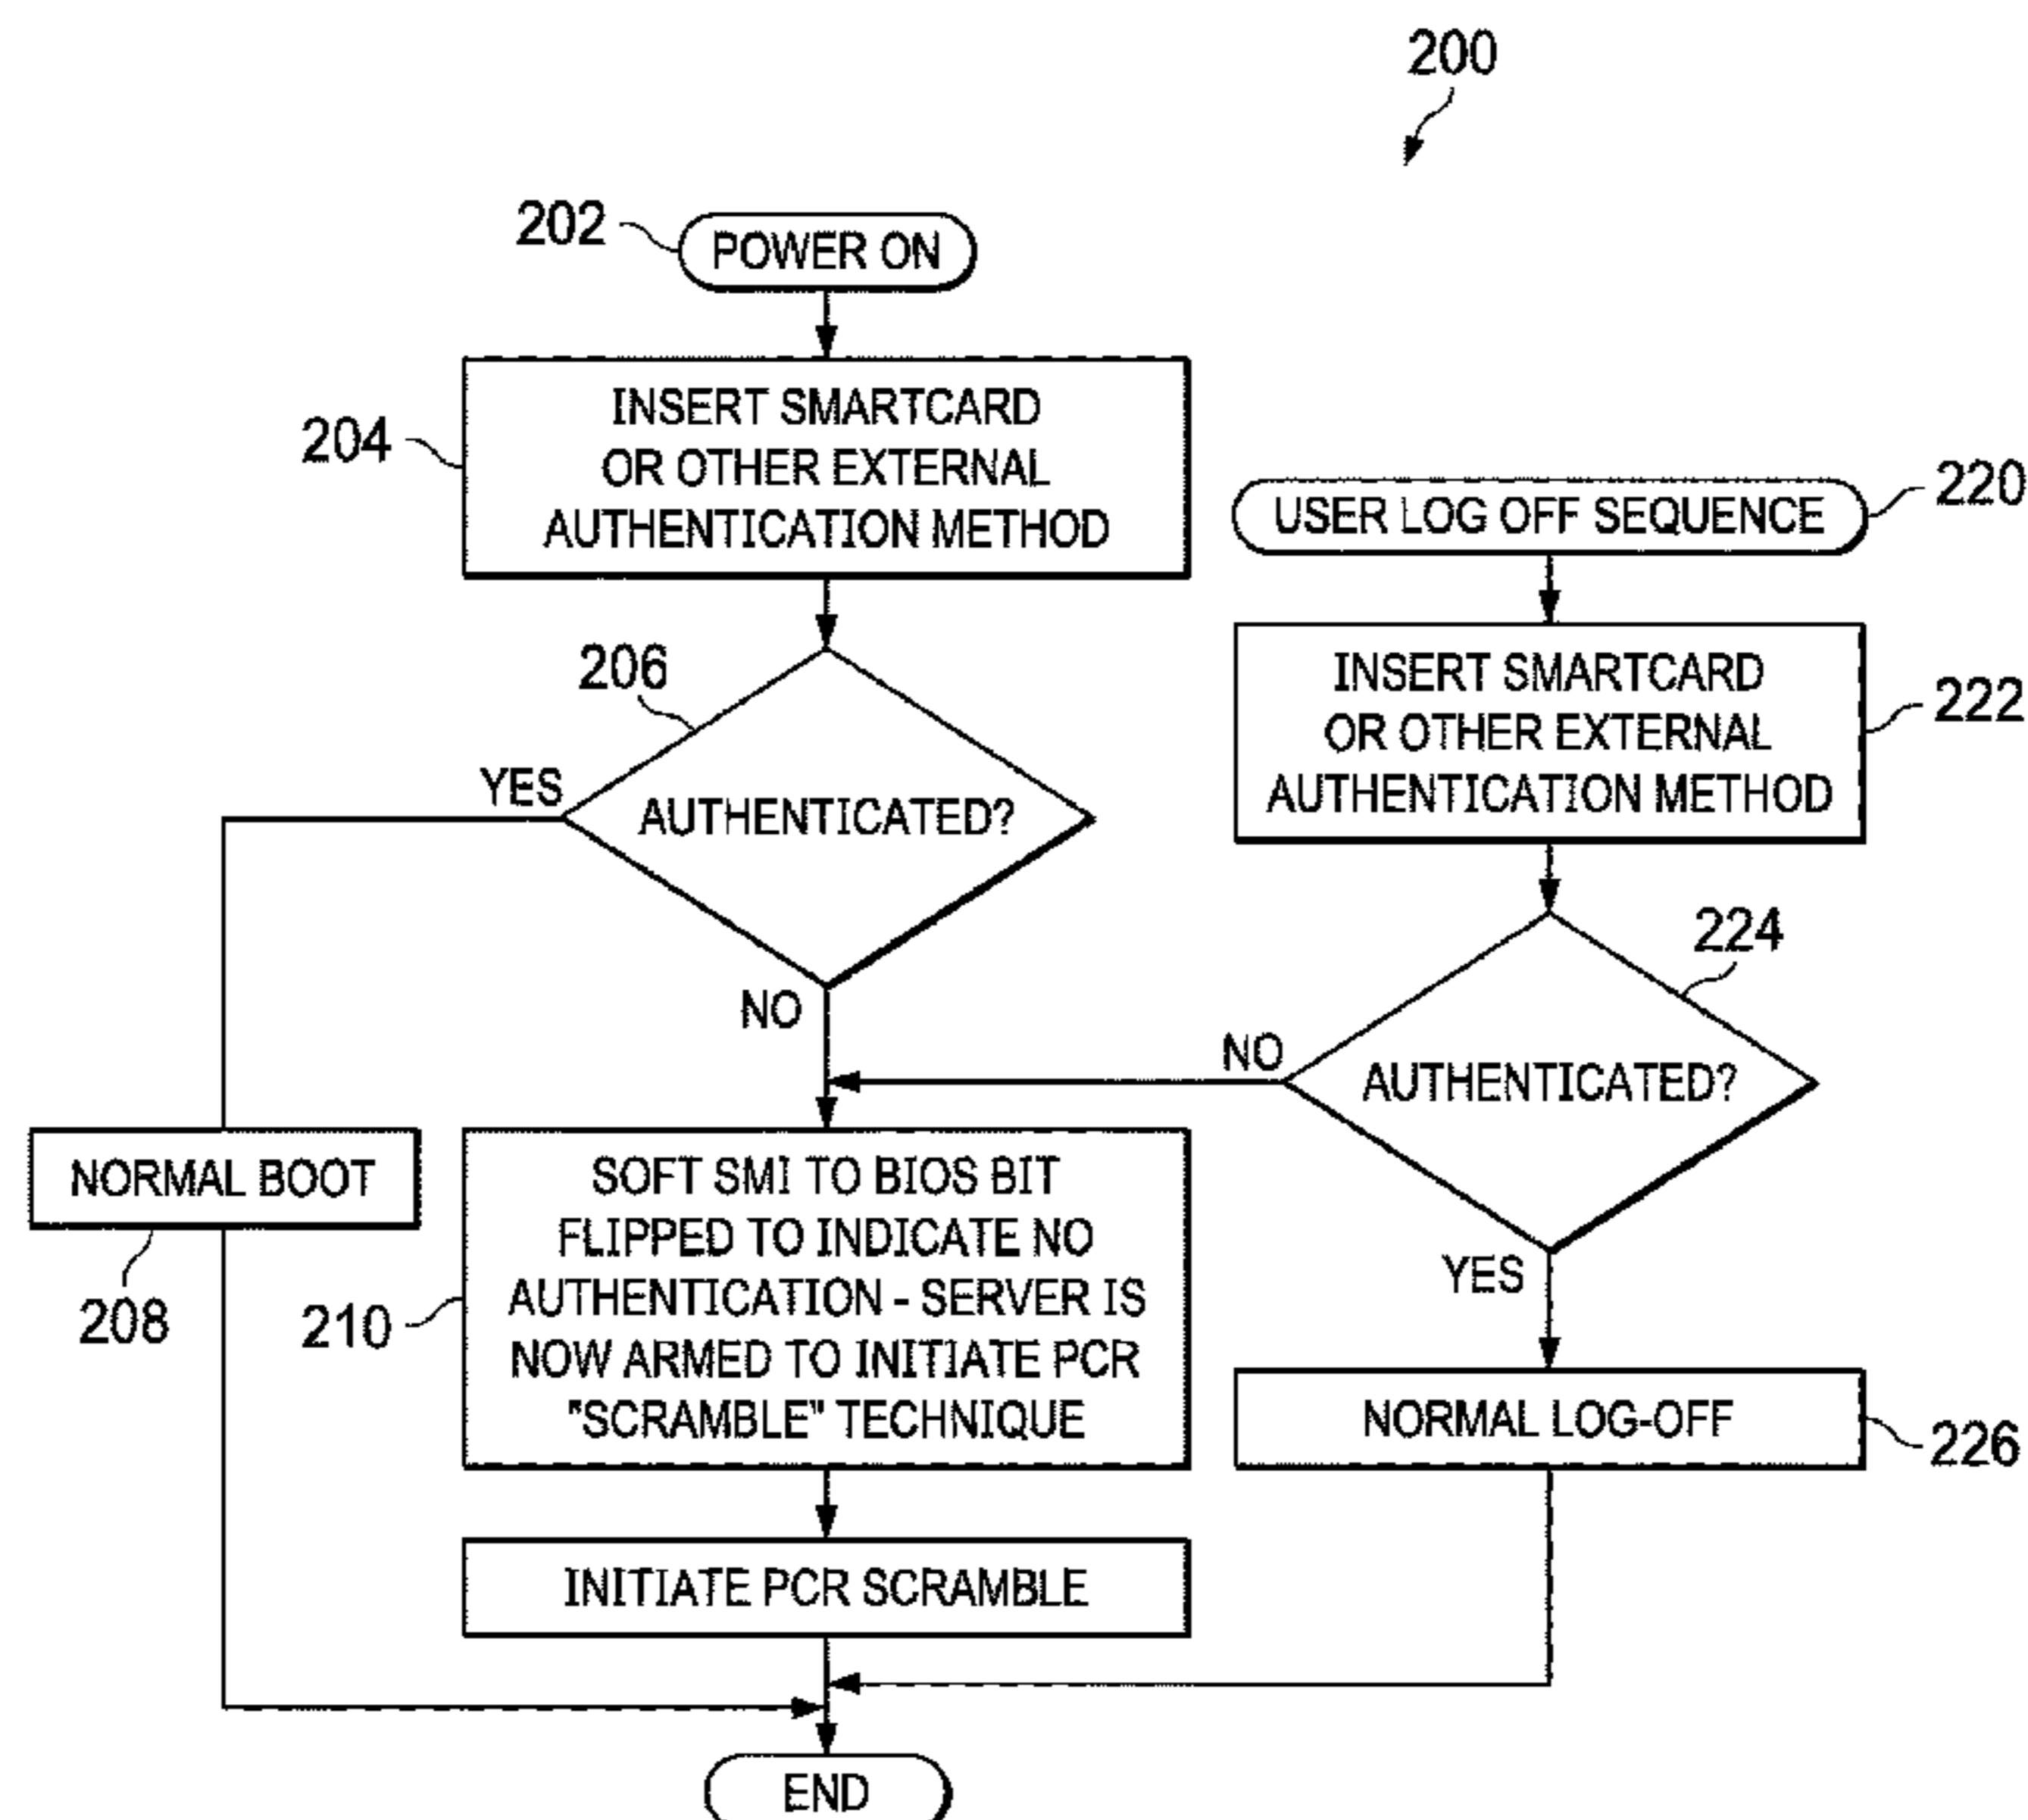 200
202
POWER ON
204
INSERT SMARTCARD
OR OTHER EXTERNAL
AUTHENTICATION METHOD
206
YES
AUTHENTICATED?
NO
NORMAL BOOT
208
210
SOFT SMI TO BIOS BIT
FLIPPED TO INDICATE NO
AUTHENTICATION - SERVER IS
NOW ARMED TO INITIATE PCR
"SCRAMBLE" TECHNIQUE
INITIATE PCR SCRAMBLE
USER LOG OFF SEQUENCE
220
INSERT SMARTCARD
OR OTHER EXTERNAL
AUTHENTICATION METHOD
222
224
NO
AUTHENTICATED?
YES
NORMAL LOG-OFF
226
END